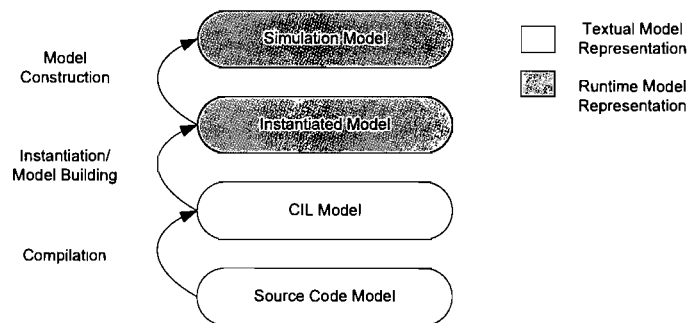 Simulation Model
Model
Construction
Instantiated Model
Instantiation/
Model Building
CIL Model
Compilation
Source Code Model
Textual Model
Representation
Runtime Model
Representation